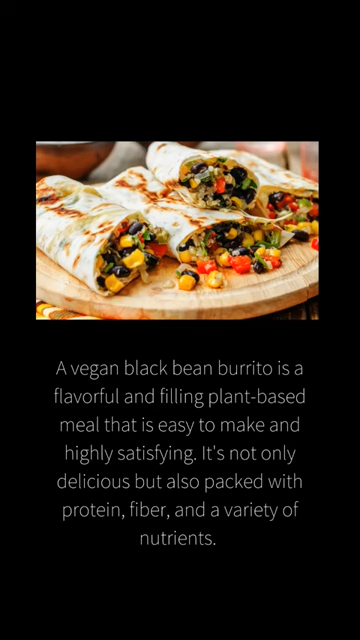 A vegan black bean burrito is a
flavorful and filling plant-based
meal that is easy to make and
highly satisfying. It's not only
delicious but also packed with
protein, fiber, and a variety of
nutrients.